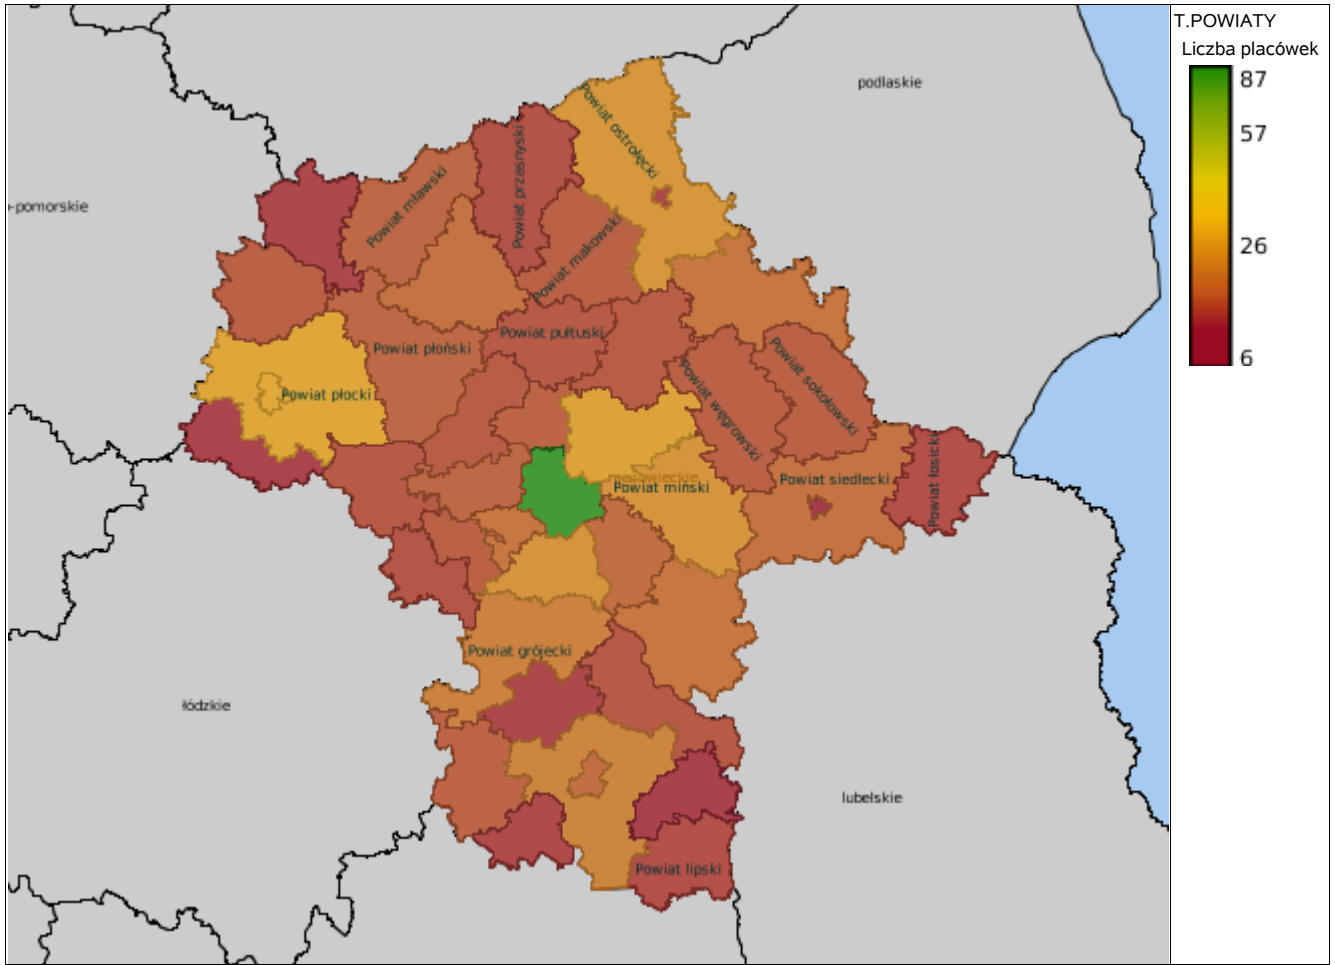 T.POWIATY
Liczba placówek
87
57
26
6
podlaskie
-pomorskie
Powiat ostrołęcki
Powiat przasnyski
Powiat mławski
Powiat makowski
Powiat pułtuski
Powiat płoński
Powiat płocki
Powiat węgrowski
Powiat sokołowski
mazowieckie
Powiat miński
Powiat siedlecki
Powiat łosicki
Powiat grójecki
łódzkie
lubelskie
Powiat lipski